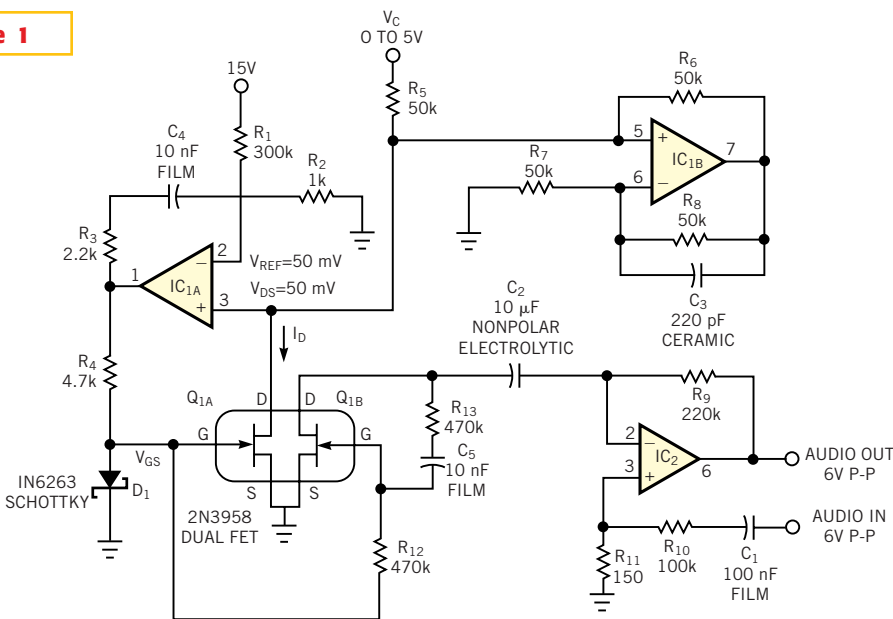 e 1
V_C
0 TO 5V
15V
R_5
50k
R_6
50k
C_4
10 nF
FILM
R_1
300k
R_2
1k
R_7
50k
5
+
IC_1B
7
6
−
R_8
50k
R_3
2.2k
1
IC_1A
2
−
3
+
V_REF=50 mV
V_DS=50 mV
C_3
220 pF
CERAMIC
I_D
C_2
10 μF
NONPOLAR
ELECTROLYTIC
R_4
4.7k
Q_1A
D
D
Q_1B
R_13
470k
R_9
220k
G
G
V_GS
C_5
10 nF
FILM
2
−
IC_2
6
3
+
AUDIO OUT
6V P-P
IN6263
SCHOTTKY
D_1
S
S
2N3958
DUAL FET
R_12
470k
AUDIO IN
6V P-P
R_11
150
R_10
100k
C_1
100 nF
FILM